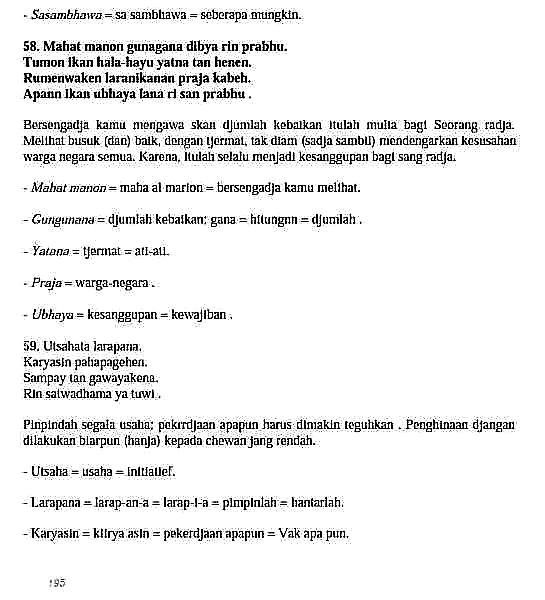 - Sasambhawa = sa sambhawa = seberapa mungkin.
58. Mahat manon gunagana dibya rin prabhu.
Tumon ikan hala-hayu yatna tan henen.
Rumenwaken laranikanan praja kabeh.
Apann ikan ubhaya lana ri san prabhu .
Bersengadja kamu mengawa skan djumlah kebaikan itulah mulia bagi Seorang radja.
Melihat busuk (dan) baik, dengan tjermat, tak diam (sadja sambil) mendengarkan kesusahan
warga negara semua. Karena, itulah selalu menjadi kesanggupan bagi sang radja.
- Mahat manon = maha al marion = bersengadja kamu melihat.
- Gungunana = djumlah kebaikan; gana = hitungnn = djumlah .
- Yatana = tjermat = ati-ati.
- Praja = warga-negara .
- Ubhaya = kesanggupan = kewajiban .
59. Utsahata larapana.
Karyasin pahapagehen.
Sampay tan gawayakena.
Rin satwadhama ya tuwi .
Pinpindah segala usaha; pekrrdjaan apapun harus dimakin teguhkan . Penghinaan djangan
dilakukan biarpun (hanja) kepada chewan jang rendah.
- Utsaha = usaha = initiatief.
- Larapana = larap-an-a = larap-i-a = pimpinlah = hantarlah.
- Karyasin = kiirya asin = pekerdjaan apapun = Vak apa pun.
195